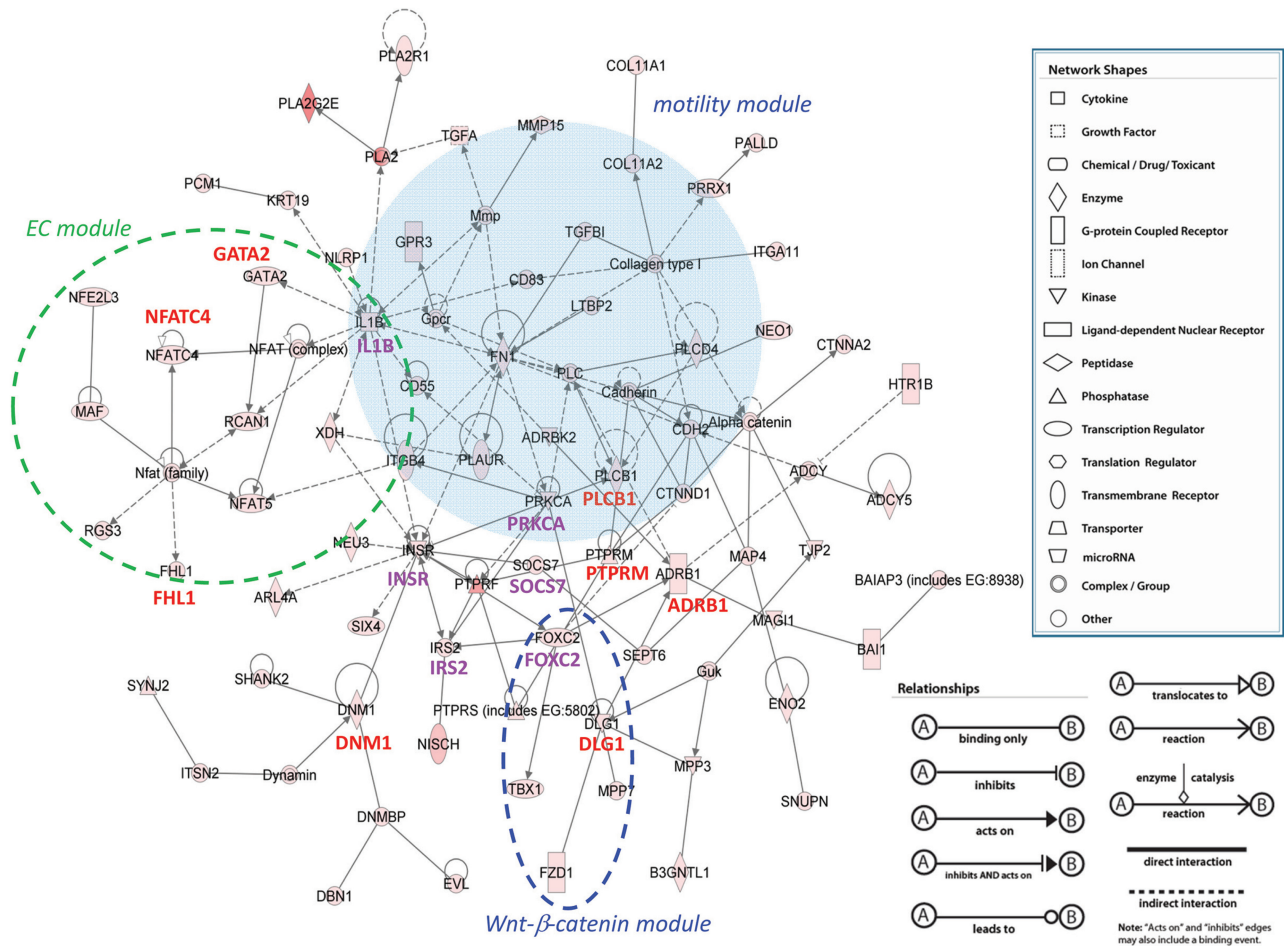 PLA2R1
COL11A1
PLA2G2E
motility module
MMP15
TGFA
PALLD
PLA2
COL11A2
PCM1
PRRX1
KRT19
Mmp
EC module
TGFBI
GPR3
ITGA11
GATA2
NLRP1
Collagen type I
GATA2
CD83
NFE2L3
LTBP2
NFATC4
IL1B
Gpcr
NEO1
IL1B
NFATC4
NFAT (complex)
FN1
PLCD4
CTNNA2
PLC
CD55
Cadherin
HTR1B
MAF
RCAN1
XDH
ADRBK2
CDH2
Alpha catenin
ITGB4
PLAUR
Nfat (family)
PLCB1
ADCY
CTNND1
PLCB1
NFAT5
PRKCA
ADCY5
PRKCA
RGS3
NEU3
INSR
PTPRM
MAP4
TJP2
FHL1
SOCS7
PTPRM
ADRB1
FHL1
INSR
PTPRF
SOCS7
BAIAP3 (includes EG:8938)
ARL4A
ADRB1
SIX4
MAGI1
IRS2
FOXC2
BAI1
IRS2
FOXC2
SEPT6
Guk
SYNJ2
SHANK2
DNM1
PTPRS (includes EG:5802)
DLG1
ENO2
DNM1
NISCH
DLG1
ITSN2
Dynamin
MPP3
TBX1
MPP7
SNUPN
DNMBP
FZD1
B3GNTL1
DBN1
EVL
Wnt-β-catenin module
Network Shapes
Cytokine
Growth Factor
Chemical / Drug/ Toxicant
Enzyme
G-protein Coupled Receptor
Ion Channel
Kinase
Ligand-dependent Nuclear Receptor
Peptidase
Phosphatase
Transcription Regulator
Translation Regulator
Transmembrane Receptor
Transporter
microRNA
Complex / Group
Other
Relationships
A B
binding only
A B
inhibits
A B
acts on
A B
inhibits AND acts on
A B
leads to
A B
translocates to
A B
reaction
enzyme catalysis
A B
reaction
direct interaction
indirect interaction
Note: "Acts on" and "inhibits" edges
may also include a binding event.